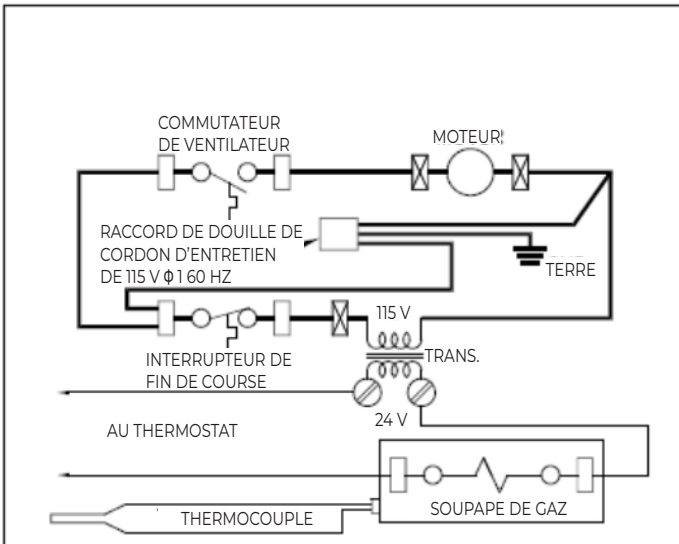 COMMUTATEUR
DE VENTILATEUR
MOTEUR
RACCORD DE DOUILLE DE
CORDON D'ENTRETIEN
DE 115 V Φ 1 60 HZ
TERRE
115 V
TRANS.
INTERRUPTEUR DE
FIN DE COURSE
24 V
AU THERMOSTAT
SOUPAPE DE GAZ
THERMOCOUPLE